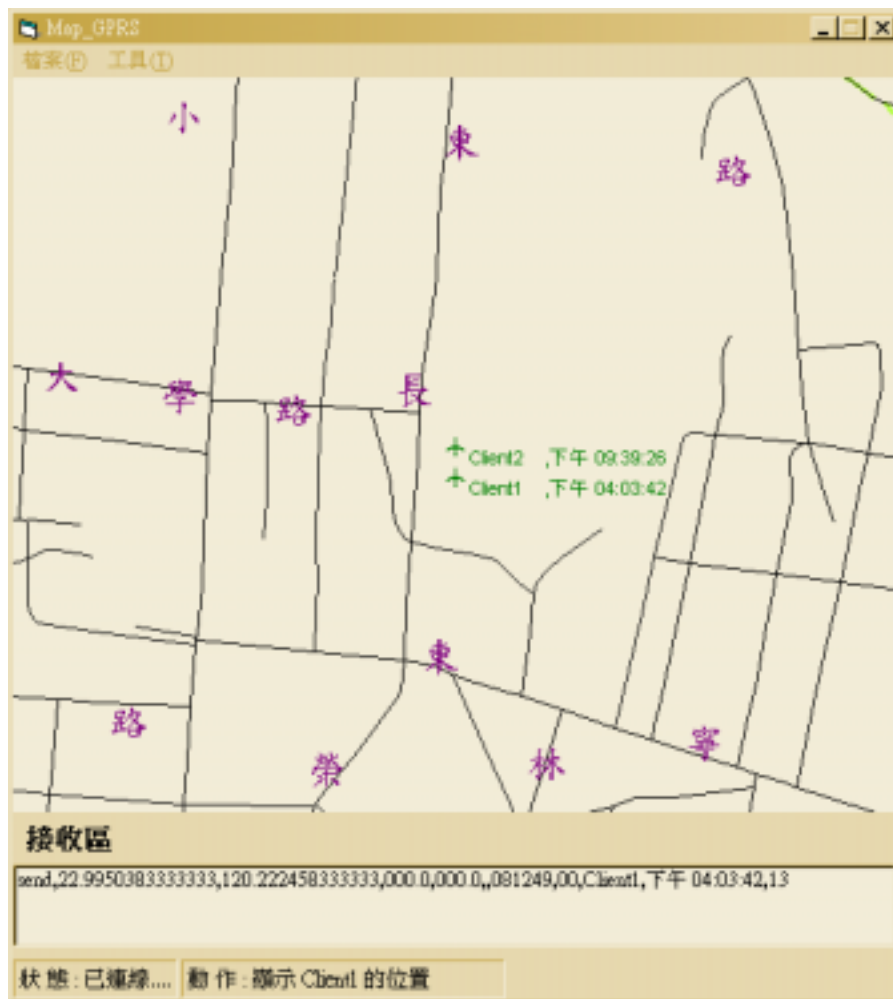 Map_GPRS
檔案(F) 工具(T)
小
東
路
大 學 路 長
Client2 ,下午 09:39:26
Client1 ,下午 04:03:42
東
路
寧
榮
林
接收區
send,22.9950383333333,120.222458333333,000.0,000.0,,081249,00,Client1,下午 04:03:42,13
狀 態 : 已連線.... 動 作 : 顯示 Client1 的位置